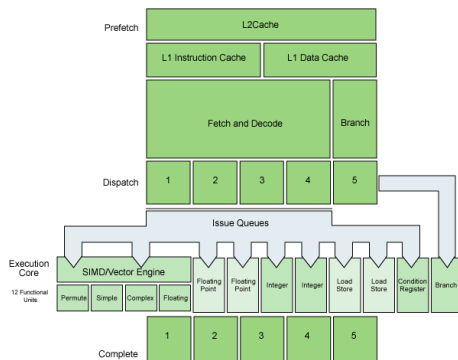 Prefetch
L2Cache
L1 Instruction Cache
L1 Data Cache
Fetch and Decode
Branch
Dispatch
1
2
3
4
5
Issue Queues
Execution
Core
12 Functional
Units
SIMD/Vector Engine
Permute
Simple
Complex
Floating
Floating
Point
Floating
Point
Integer
Integer
Load
Store
Load
Store
Condition
Register
Branch
Complete
1
2
3
4
5